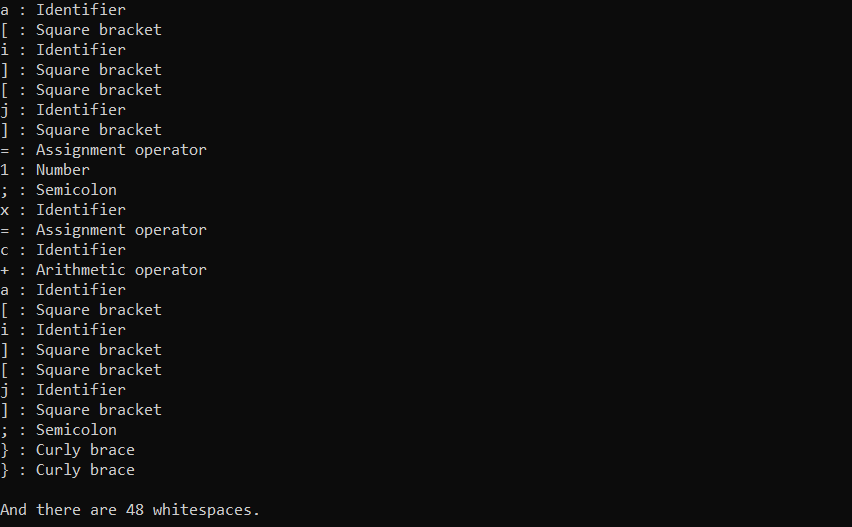 a : Identifier
[ : Square bracket
i : Identifier
] : Square bracket
[ : Square bracket
j : Identifier
] : Square bracket
= : Assignment operator
1 : Number
; : Semicolon
x : Identifier
= : Assignment operator
c : Identifier
+ : Arithmetic operator
a : Identifier
[ : Square bracket
i : Identifier
] : Square bracket
[ : Square bracket
j : Identifier
] : Square bracket
; : Semicolon
} : Curly brace
} : Curly brace
And there are 48 whitespaces.